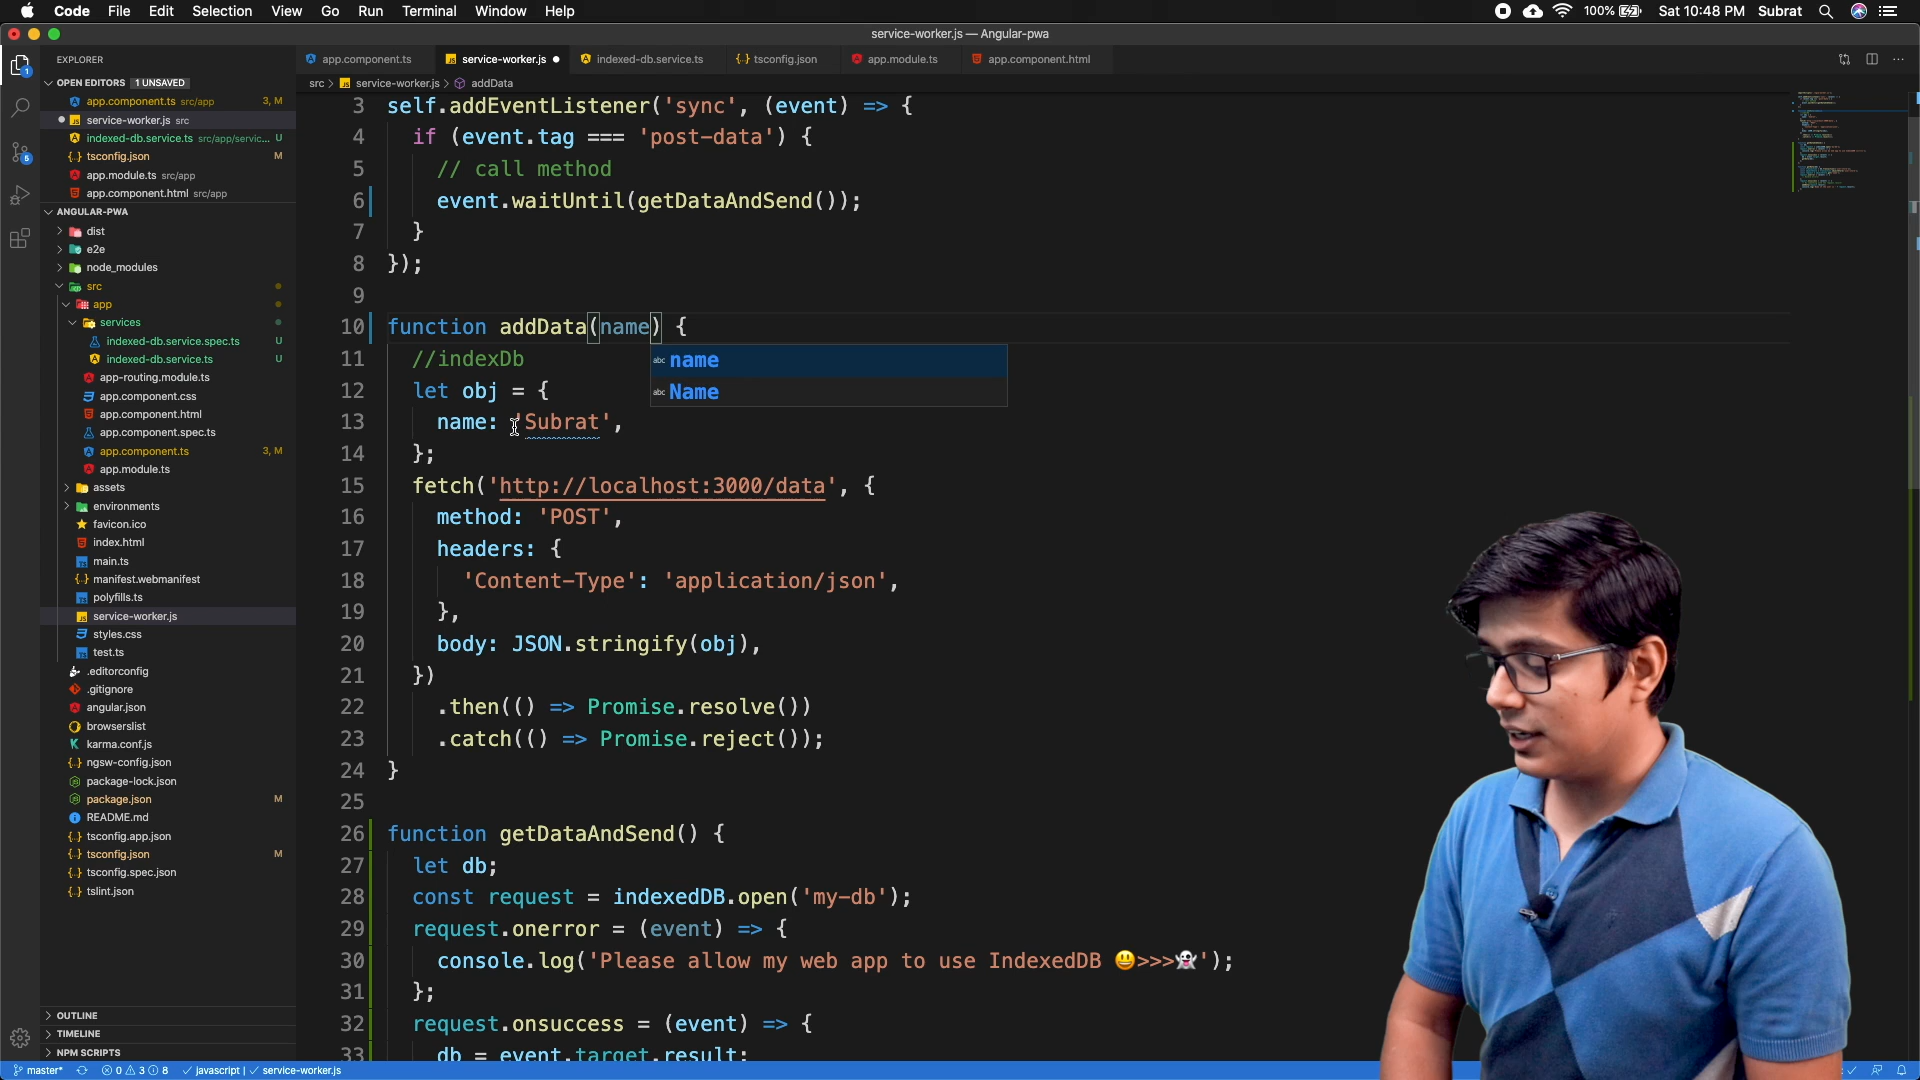 Code File Edit Selection View Go Run Terminal Window Help
100% Sat 10:48 PM Subrat
service-worker.js — Angular-pwa
EXPLORER
OPEN EDITORS 1 UNSAVED
app.component.ts src/app 3, M
service-worker.js src
indexed-db.service.ts src/app/servic... U
tsconfig.json M
app.module.ts src/app
app.component.html src/app
ANGULAR-PWA
dist
e2e
node_modules
src
app
services
indexed-db.service.spec.ts U
indexed-db.service.ts U
app-routing.module.ts
app.component.css
app.component.html
app.component.spec.ts
app.component.ts 3, M
app.module.ts
assets
environments
favicon.ico
index.html
main.ts
manifest.webmanifest
polyfills.ts
service-worker.js
styles.css
test.ts
.editorconfig
.gitignore
angular.json
browserslist
karma.conf.js
ngsw-config.json
package-lock.json
package.json M
README.md
tsconfig.app.json
tsconfig.json M
tsconfig.spec.json
tslint.json
OUTLINE
TIMELINE
NPM SCRIPTS
app.component.ts service-worker.js indexed-db.service.ts tsconfig.json app.module.ts app.component.html
src > service-worker.js > addData
3 self.addEventListener('sync', (event) => {
4 if (event.tag === 'post-data') {
5 // call method
6 event.waitUntil(getDataAndSend());
7 }
8 });
9
10 function addData(name) {
name
Name
11 //indexDb
12 let obj = {
13 name: 'Subrat',
14 };
15 fetch('http://localhost:3000/data', {
16 method: 'POST',
17 headers: {
18 'Content-Type': 'application/json',
19 },
20 body: JSON.stringify(obj),
21 })
22 .then(() => Promise.resolve())
23 .catch(() => Promise.reject());
24 }
25
26 function getDataAndSend() {
27 let db;
28 const request = indexedDB.open('my-db');
29 request.onerror = (event) => {
30 console.log('Please allow my web app to use IndexedDB 😃>>>👻');
31 };
32 request.onsuccess = (event) => {
33 db = event.target.result;
master* 0 3 8 javascript | service-worker.js